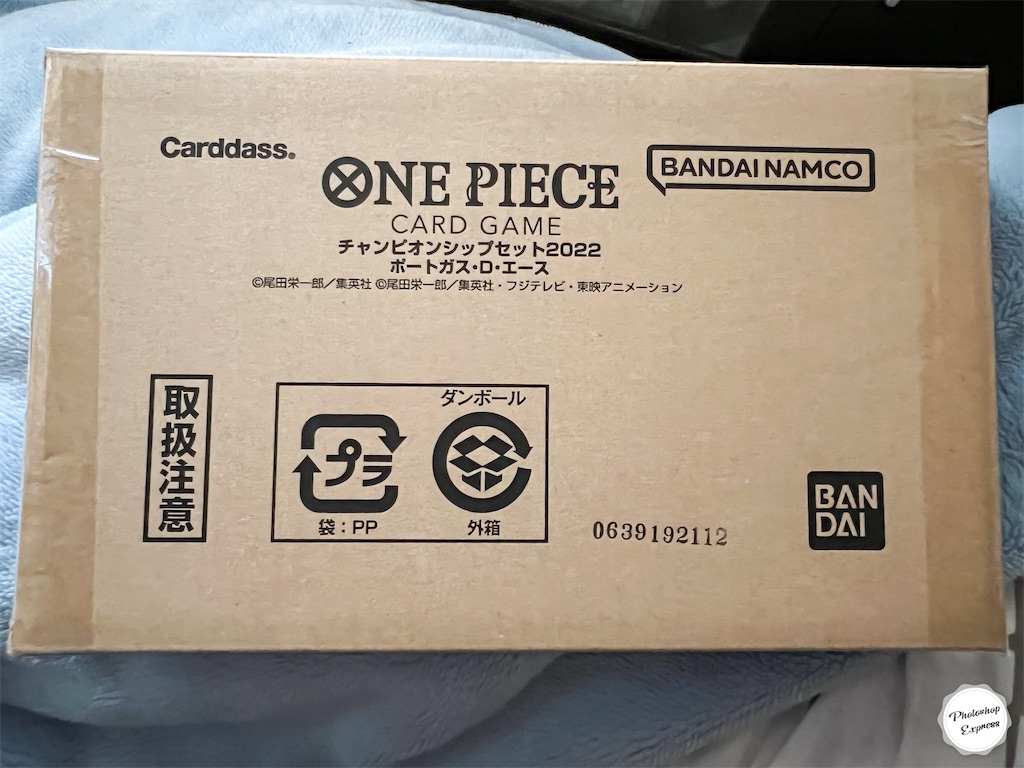 Carddass®
ONE PIECE
BANDAI NAMCO
CARD GAME
チャンピオンシップセット2022
ポートガス・D・エース
©尾田栄一郎／集英社 ©尾田栄一郎／集英社・フジテレビ・東映アニメーション
取扱注意
ダンボール
プラ
袋：PP
外箱
0639192112
BAN
DAI
Photoshop
Express